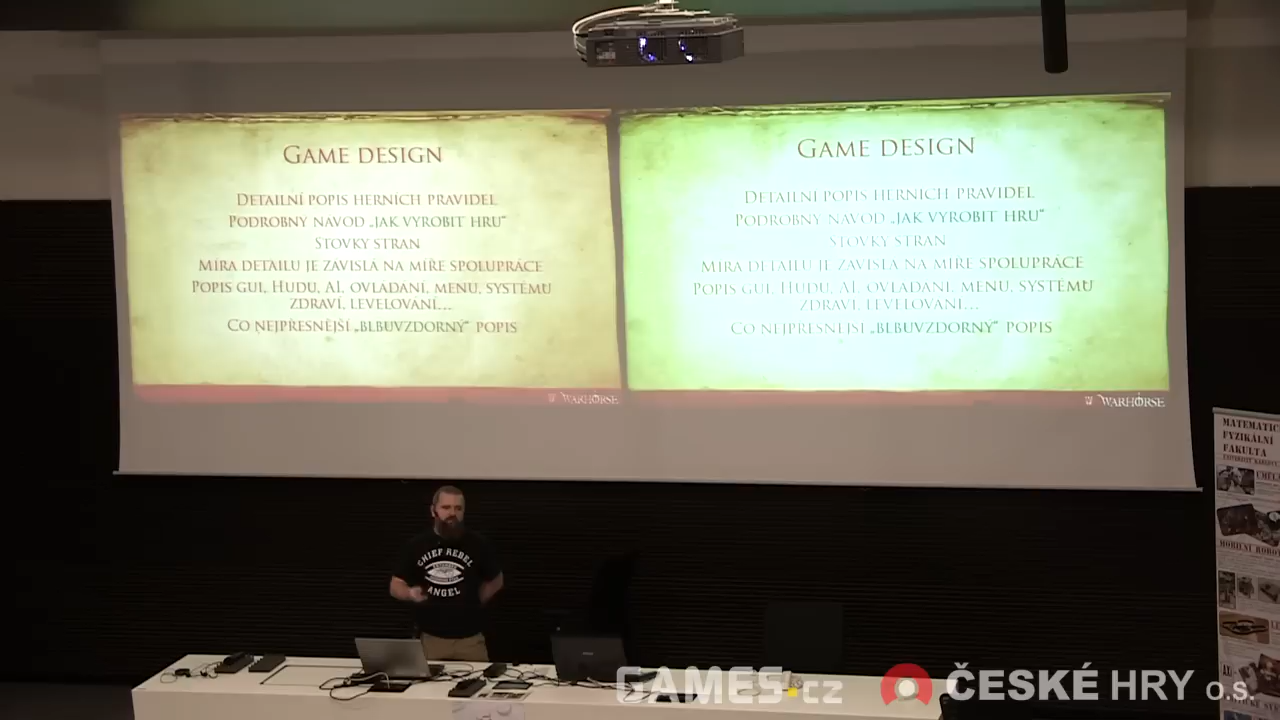 GAME DESIGN
DETAILNÍ POPIS HERNÍCH PRAVIDEL
PODROBNÝ NÁVOD „JAK VYROBIT HRU“
STOVKY STRAN
MÍRA DETAILU JE ZÁVISLÁ NA MÍŘE SPOLUPRÁCE
POPIS GUI, HUDU, AI, OVLÁDÁNÍ, MENU, SYSTÉMU
ZDRAVÍ, LEVELOVÁNÍ...
CO NEJPŘESNĚJŠÍ „BLBUVZDORNÝ“ POPIS
WARHORSE
GAME DESIGN
DETAILNÍ POPIS HERNÍCH PRAVIDEL
PODROBNÝ NÁVOD „JAK VYROBIT HRU“
STOVKY STRAN
MÍRA DETAILU JE ZÁVISLÁ NA MÍŘE SPOLUPRÁCE
POPIS GUI, HUDU, AI, OVLÁDÁNÍ, MENU, SYSTÉMU
ZDRAVÍ, LEVELOVÁNÍ...
CO NEJPŘESNĚJŠÍ „BLBUVZDORNÝ“ POPIS
WARHORSE
MATEMATIC
FYZIKÁLNÍ
FAKULTA
MOBILNÍ ROBO
CHIEF REBEL
ANGEL
GAMES.cz
ČESKÉ HRY o.s.